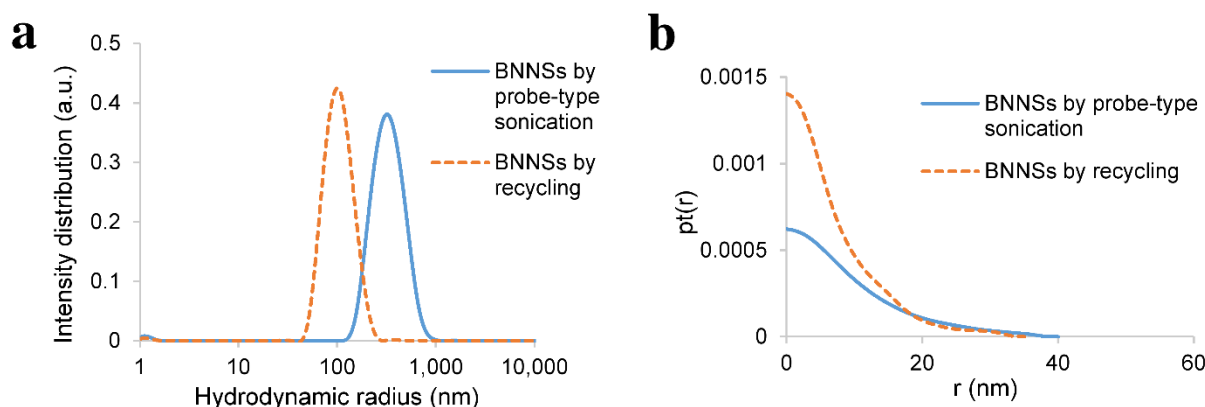 a
0.5
0.4
0.3
0.2
0.1
0
Intensity distribution (a.u.)
1
10
100
1,000
10,000
Hydrodynamic radius (nm)
BNNSs by
probe-type
sonication
BNNSs by
recycling
b
0.0015
0.001
0.0005
0
pt(r)
0
20
40
60
r (nm)
BNNSs by probe-type
sonication
BNNSs by recycling